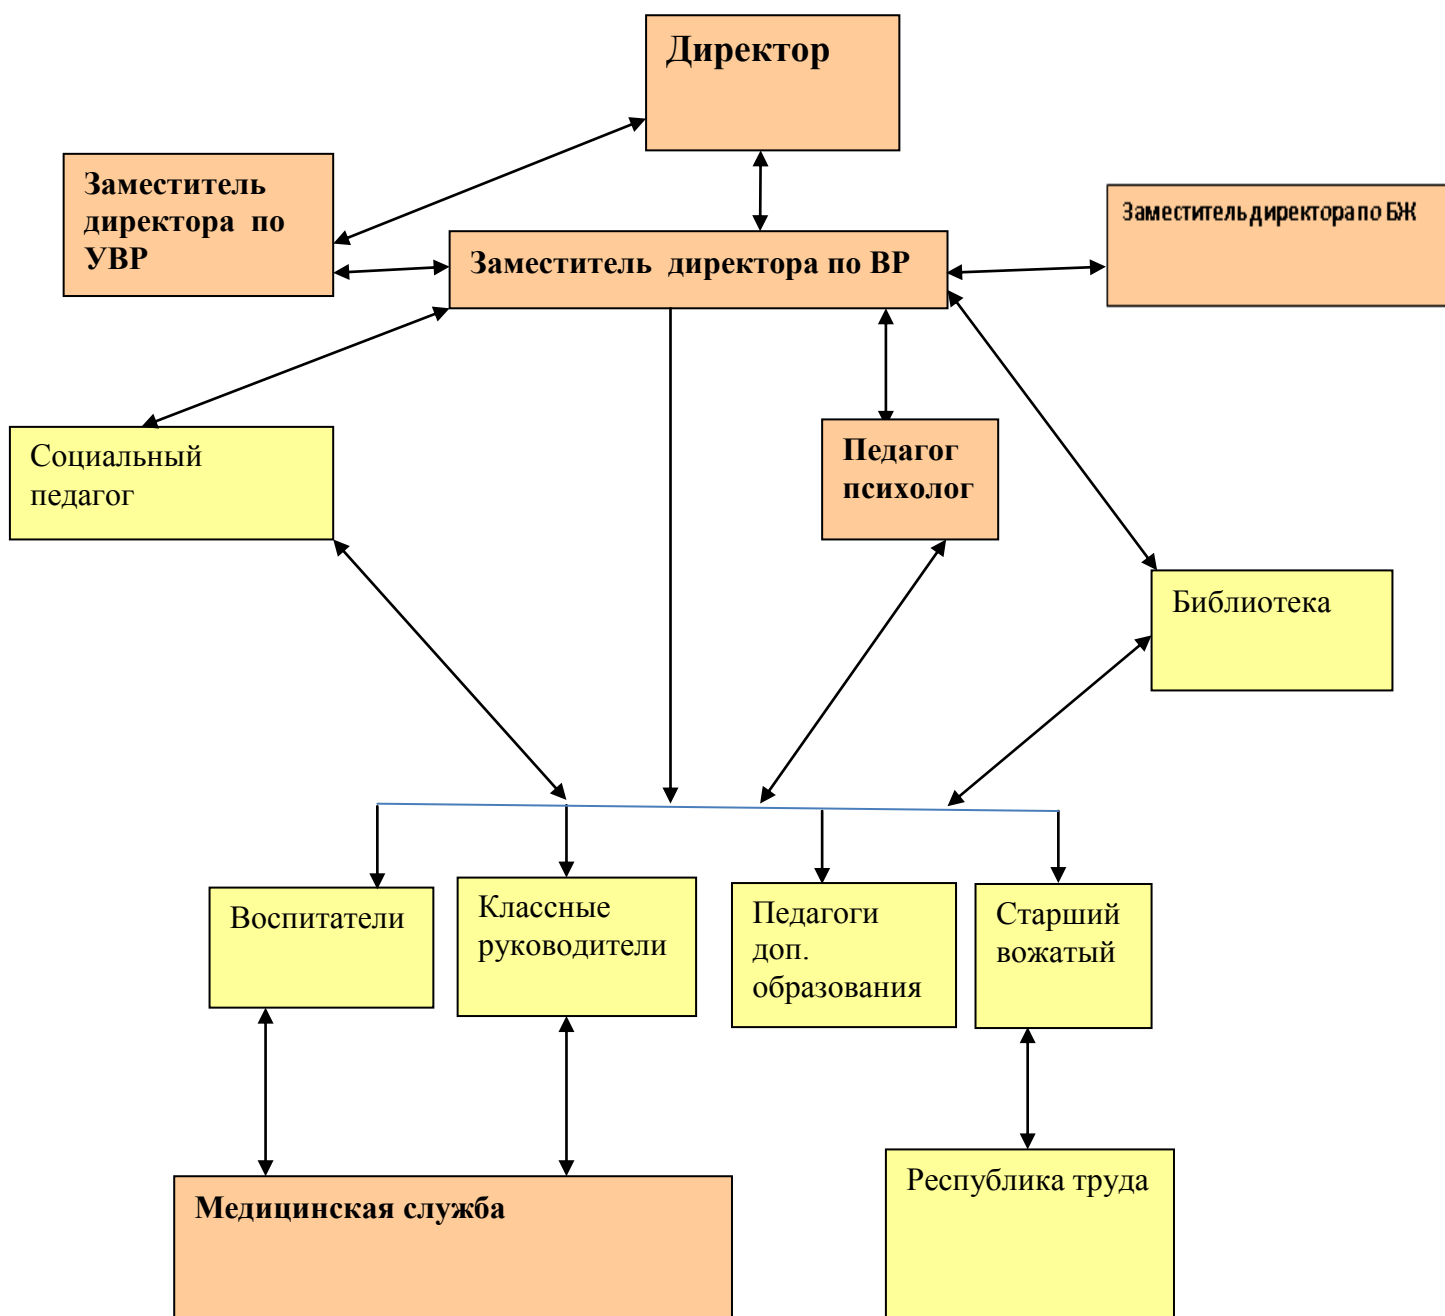 Директор
Заместитель
директора по
УВР
Заместитель директора по БЖ
Заместитель директора по ВР
Социальный
педагог
Педагог
психолог
Библиотека
Воспитатели
Классные
руководители
Педагоги
доп.
образования
Старший
вожатый
Республика труда
Медицинская служба